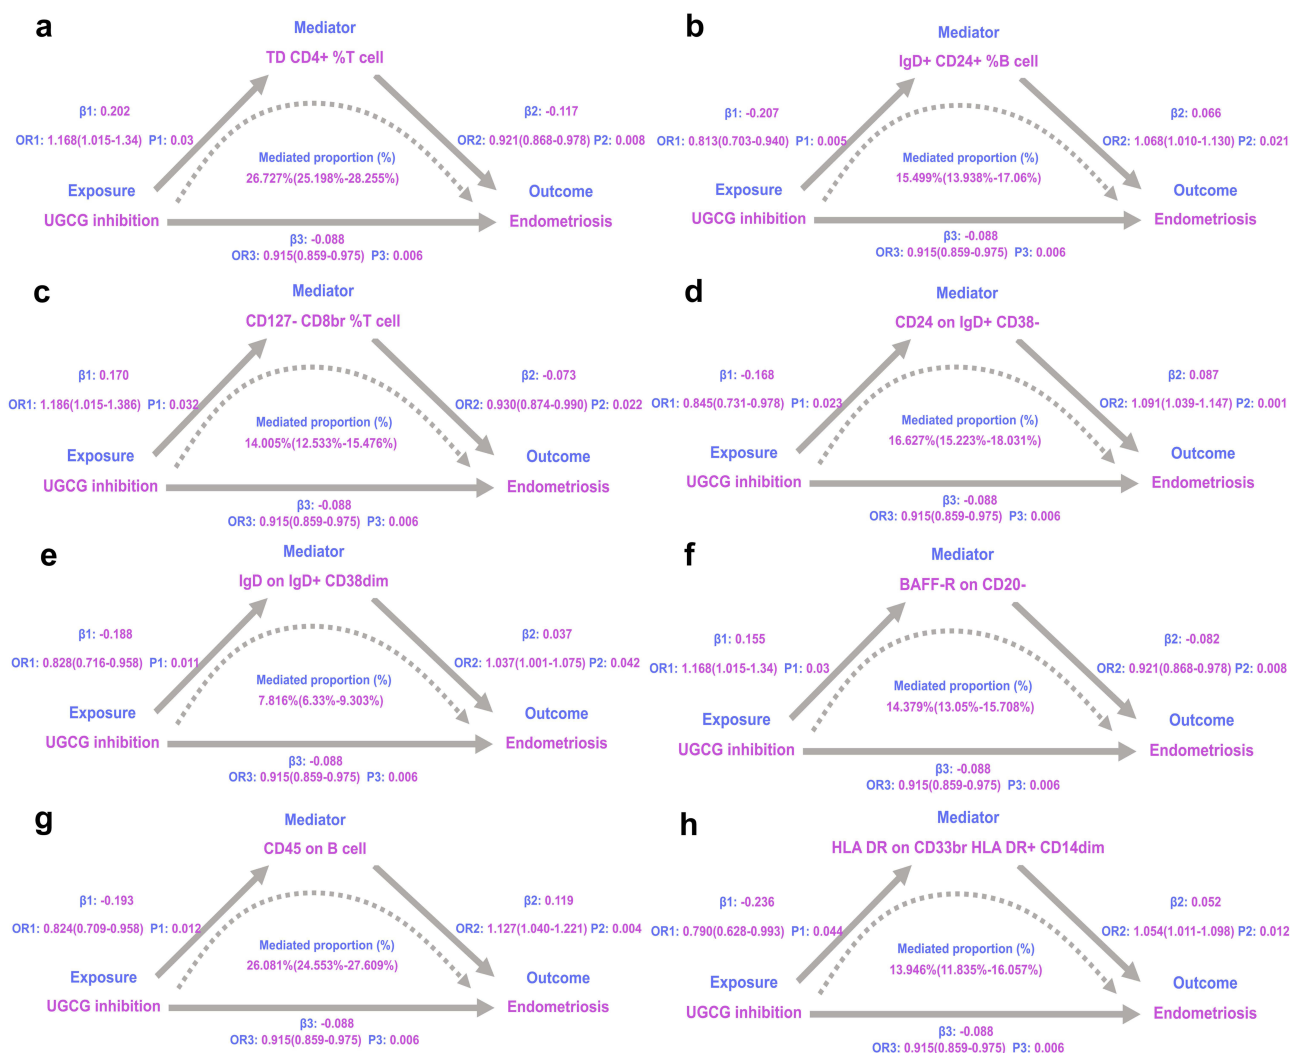 a
Mediator
TD CD4+ %T cell
β1: 0.202
OR1: 1.168(1.015-1.34) P1: 0.03
β2: -0.117
OR2: 0.921(0.868-0.978) P2: 0.008
Mediated proportion (%)
26.727%(25.198%-28.255%)
Exposure
UGCG inhibition
Outcome
Endometriosis
β3: -0.088
OR3: 0.915(0.859-0.975) P3: 0.006
b
Mediator
IgD+ CD24+ %B cell
β1: -0.207
OR1: 0.813(0.703-0.940) P1: 0.005
β2: 0.066
OR2: 1.068(1.010-1.130) P2: 0.021
Mediated proportion (%)
15.499%(13.938%-17.06%)
Exposure
UGCG inhibition
Outcome
Endometriosis
β3: -0.088
OR3: 0.915(0.859-0.975) P3: 0.006
c
Mediator
CD127- CD8br %T cell
β1: 0.170
OR1: 1.186(1.015-1.386) P1: 0.032
β2: -0.073
OR2: 0.930(0.874-0.990) P2: 0.022
Mediated proportion (%)
14.005%(12.533%-15.476%)
Exposure
UGCG inhibition
Outcome
Endometriosis
β3: -0.088
OR3: 0.915(0.859-0.975) P3: 0.006
d
Mediator
CD24 on IgD+ CD38-
β1: -0.168
OR1: 0.845(0.731-0.978) P1: 0.023
β2: 0.087
OR2: 1.091(1.039-1.147) P2: 0.001
Mediated proportion (%)
16.627%(15.223%-18.031%)
Exposure
UGCG inhibition
Outcome
Endometriosis
β3: -0.088
OR3: 0.915(0.859-0.975) P3: 0.006
e
Mediator
IgD on IgD+ CD38dim
β1: -0.188
OR1: 0.828(0.716-0.958) P1: 0.011
β2: 0.037
OR2: 1.037(1.001-1.075) P2: 0.042
Mediated proportion (%)
7.816%(6.33%-9.303%)
Exposure
UGCG inhibition
Outcome
Endometriosis
β3: -0.088
OR3: 0.915(0.859-0.975) P3: 0.006
f
Mediator
BAFF-R on CD20-
β1: 0.155
OR1: 1.168(1.015-1.34) P1: 0.03
β2: -0.082
OR2: 0.921(0.868-0.978) P2: 0.008
Mediated proportion (%)
14.379%(13.05%-15.708%)
Exposure
UGCG inhibition
Outcome
Endometriosis
β3: -0.088
OR3: 0.915(0.859-0.975) P3: 0.006
g
Mediator
CD45 on B cell
β1: -0.193
OR1: 0.824(0.709-0.958) P1: 0.012
β2: 0.119
OR2: 1.127(1.040-1.221) P2: 0.004
Mediated proportion (%)
26.081%(24.553%-27.609%)
Exposure
UGCG inhibition
Outcome
Endometriosis
β3: -0.088
OR3: 0.915(0.859-0.975) P3: 0.006
h
Mediator
HLA DR on CD33br HLA DR+ CD14dim
β1: -0.236
OR1: 0.790(0.628-0.993) P1: 0.044
β2: 0.052
OR2: 1.054(1.011-1.098) P2: 0.012
Mediated proportion (%)
13.946%(11.835%-16.057%)
Exposure
UGCG inhibition
Outcome
Endometriosis
β3: -0.088
OR3: 0.915(0.859-0.975) P3: 0.006